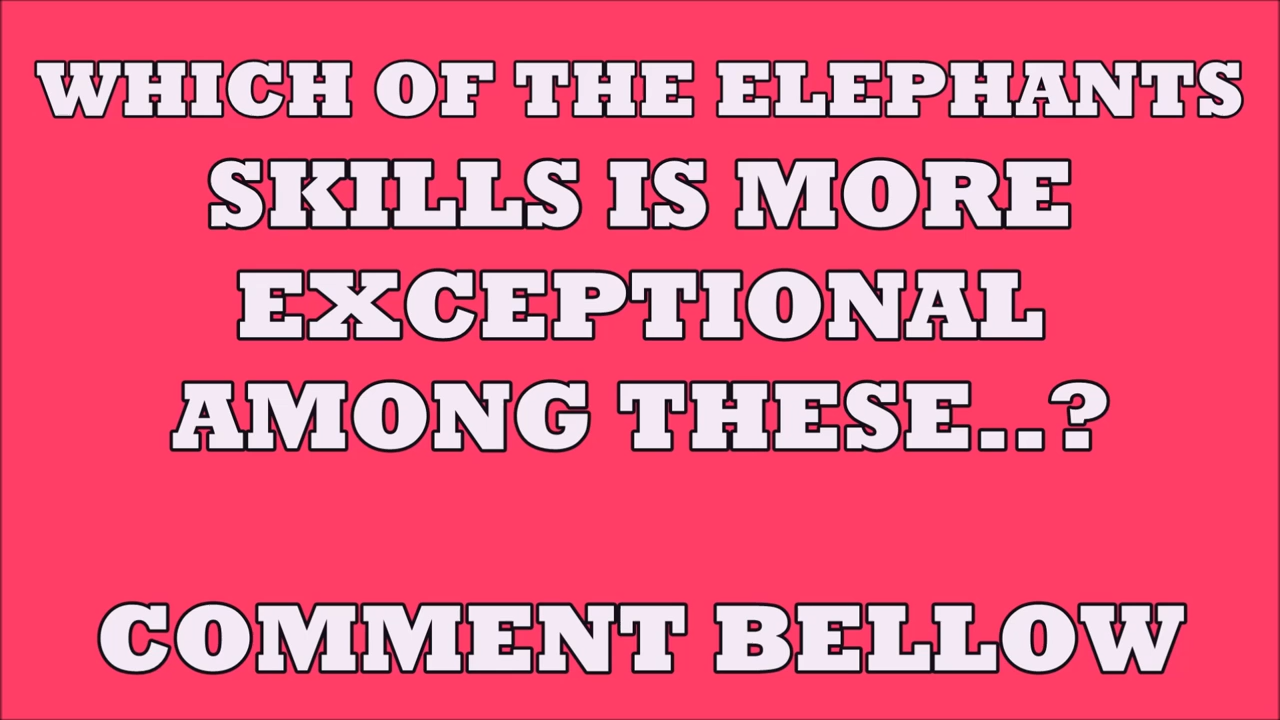 WHICH OF THE ELEPHANTS
SKILLS IS MORE
EXCEPTIONAL
AMONG THESE..?
COMMENT BELLOW